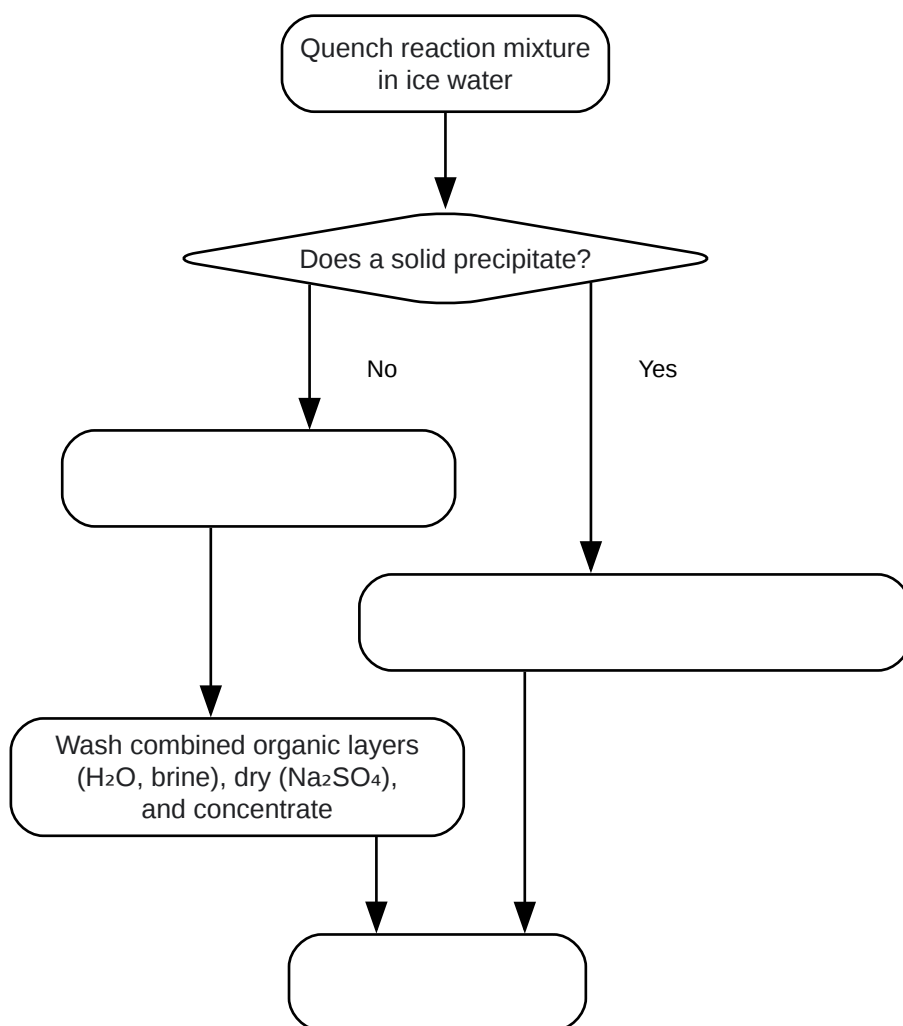 Quench reaction mixture
in ice water
Does a solid precipitate?
No
Yes
Wash combined organic layers
(H₂O, brine), dry (Na₂SO₄),
and concentrate